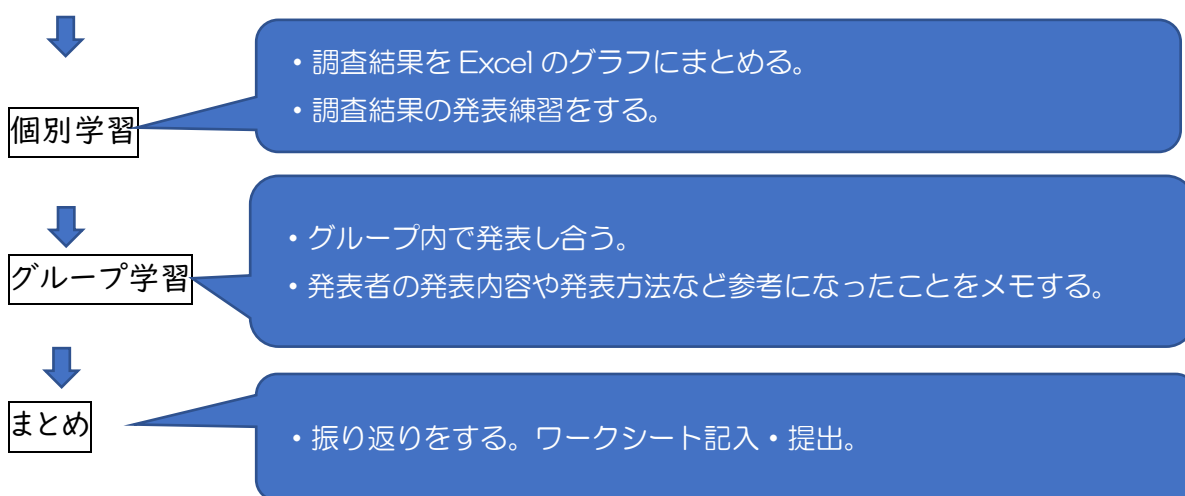 ・調査結果を Excel のグラフにまとめる。
・調査結果の発表練習をする。
個別学習
・グループ内で発表し合う。
・発表者の発表内容や発表方法など参考になったことをメモする。
グループ学習
・振り返りをする。ワークシート記入・提出。
まとめ